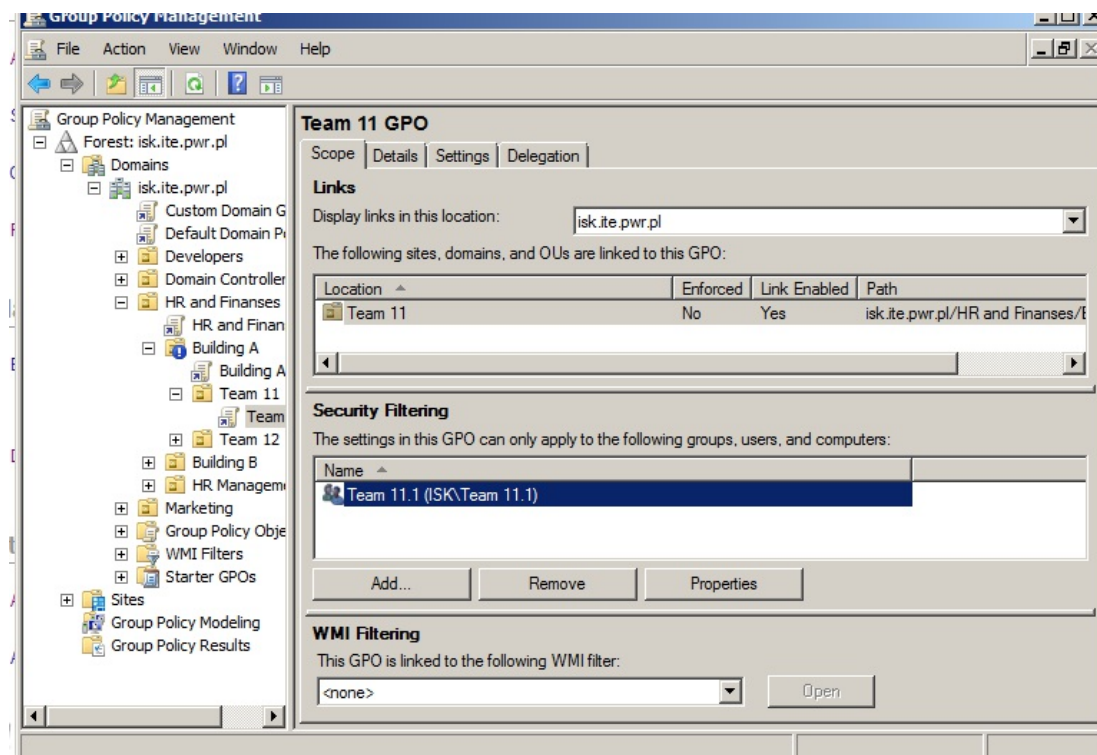 Group Policy Management
File Action View Window Help
Group Policy Management
Forest: isk.ite.pwr.pl
Domains
isk.ite.pwr.pl
Custom Domain G
Default Domain P
Developers
Domain Controller
HR and Finanses
HR and Finan
Building A
Building A
Team 11
Team
Team 12
Building B
HR Managem
Marketing
Group Policy Obje
WMI Filters
Starter GPOs
Sites
Group Policy Modeling
Group Policy Results
Team 11 GPO
Scope Details Settings Delegation
Links
Display links in this location: isk.ite.pwr.pl
The following sites, domains, and OUs are linked to this GPO:
Location Enforced Link Enabled Path
Team 11 No Yes isk.ite.pwr.pl/HR and Finanses/
Security Filtering
The settings in this GPO can only apply to the following groups, users, and computers:
Name
Team 11.1 (ISK\Team 11.1)
Add... Remove Properties
WMI Filtering
This GPO is linked to the following WMI filter:
<none> Open